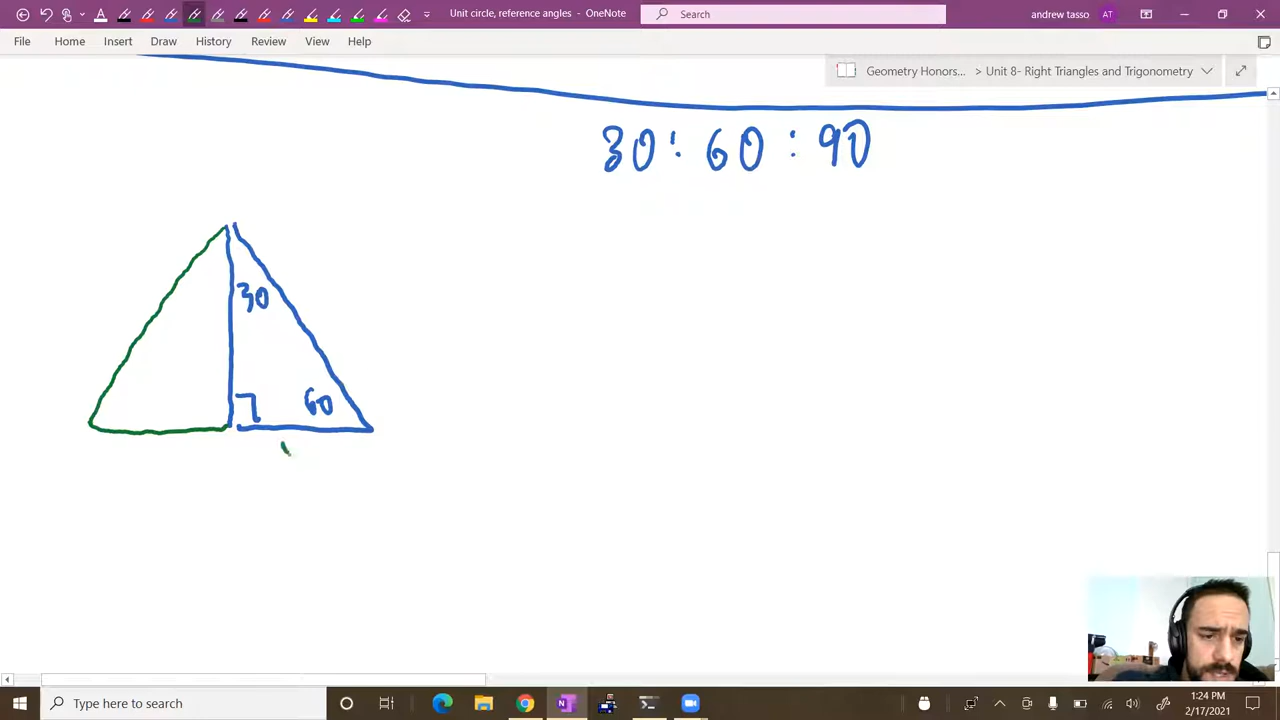 Unit circle, reference angles - OneNote
Search
andrew tasso
AT
File Home Insert Draw History Review View Help
Geometry Honors... > Unit 8- Right Triangles and Trigonometry
30 : 60 : 90
30
60
Type here to search
1:24 PM
2/17/2021